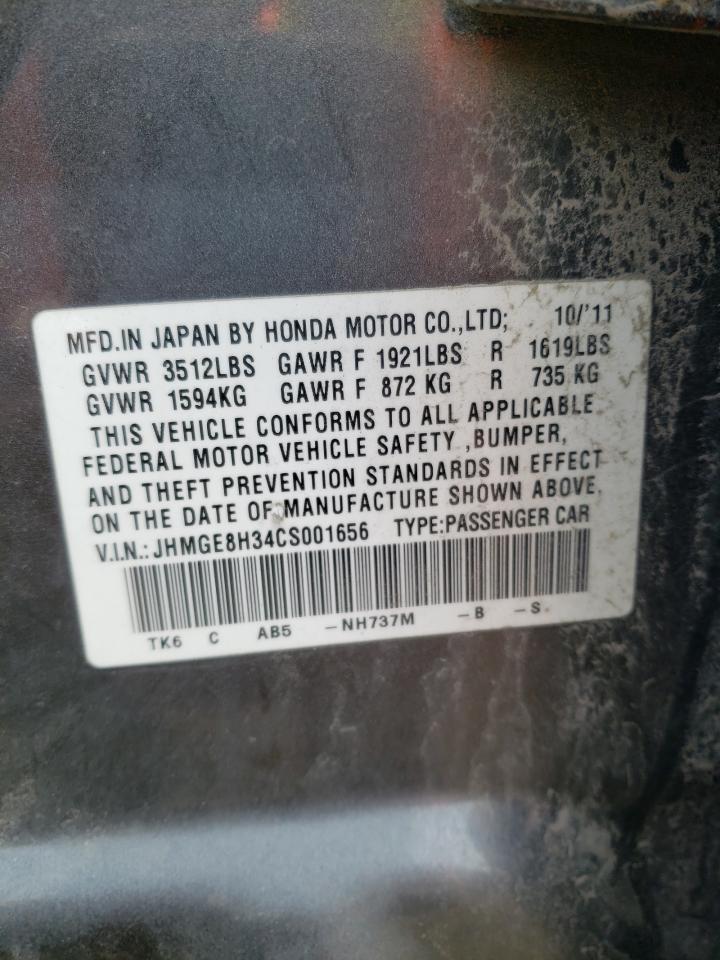 MFD.IN JAPAN BY HONDA MOTOR CO.,LTD; 10/'11
GVWR 3512LBS GAWR F 1921LBS R 1619LBS
GVWR 1594KG GAWR F 872 KG R 735 KG
THIS VEHICLE CONFORMS TO ALL APPLICABLE
FEDERAL MOTOR VEHICLE SAFETY ,BUMPER,
AND THEFT PREVENTION STANDARDS IN EFFECT
ON THE DATE OF MANUFACTURE SHOWN ABOVE.
V.I.N.: JHMGE8H34CS001656 TYPE:PASSENGER CAR
TK6 C AB5 -NH737M -B -S.